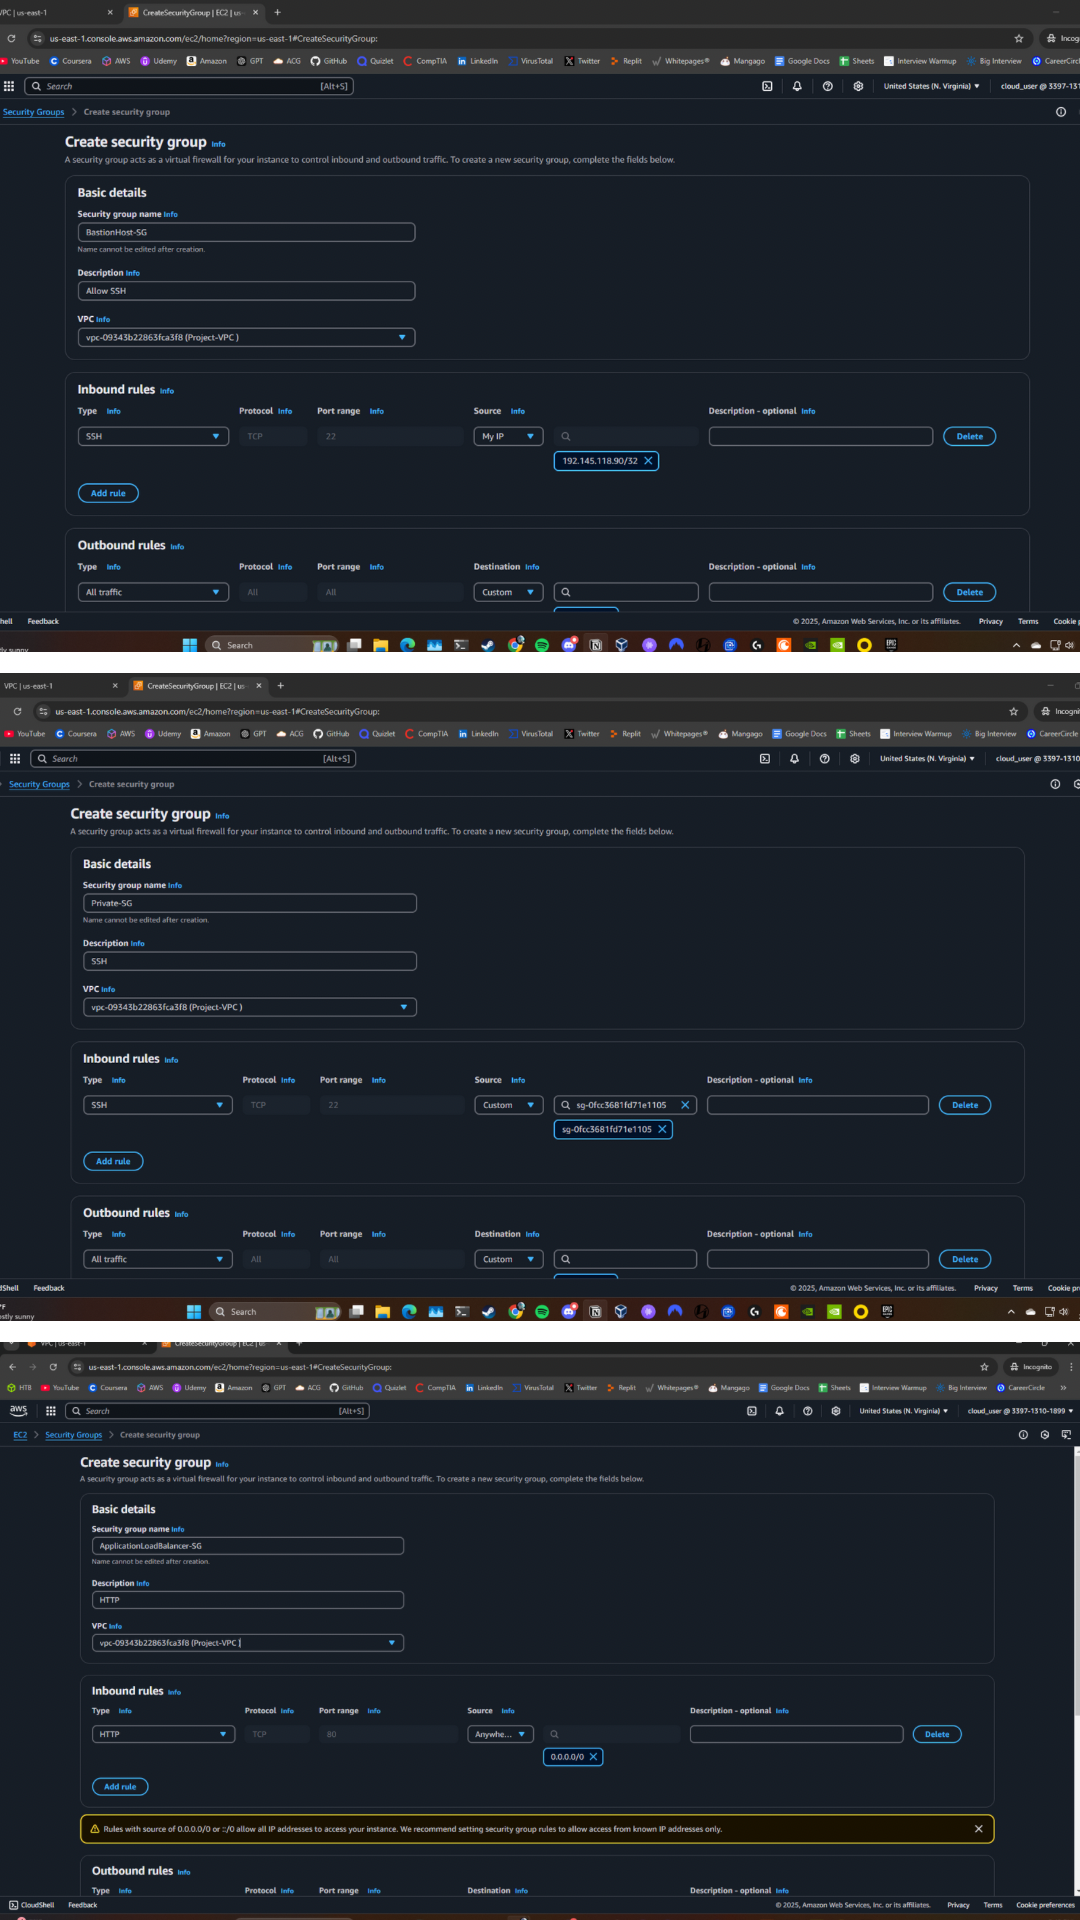 VPC | us-east-1
CreateSecurityGroup | EC2 | us-
us-east-1.console.aws.amazon.com/ec2/home?region=us-east-1#CreateSecurityGroup:
Incog
YouTube Coursera AWS Udemy Amazon GPT ACG GitHub Quizlet CompTIA LinkedIn VirusTotal Twitter Replit Whitepages® Mangago Google Docs Sheets Interview Warmup Big Interview CareerCircl
Search [Alt+S] United States (N. Virginia) cloud_user @ 3397-131
Security Groups > Create security group
Create security group Info
A security group acts as a virtual firewall for your instance to control inbound and outbound traffic. To create a new security group, complete the fields below.
Basic details
Security group name Info
BastionHost-SG
Name cannot be edited after creation.
Description Info
Allow SSH
VPC Info
vpc-09343b22863fca3f8 (Project-VPC )
Inbound rules Info
Type Info Protocol Info Port range Info Source Info Description - optional Info
SSH TCP 22 My IP Delete
192.145.118.90/32
Add rule
Outbound rules Info
Type Info Protocol Info Port range Info Destination Info Description - optional Info
All traffic All All Custom Delete
hell Feedback © 2025, Amazon Web Services, Inc. or its affiliates. Privacy Terms Cookie p
Search
VPC | us-east-1
CreateSecurityGroup | EC2 | us-
us-east-1.console.aws.amazon.com/ec2/home?region=us-east-1#CreateSecurityGroup:
Incogni
YouTube Coursera AWS Udemy Amazon GPT ACG GitHub Quizlet CompTIA LinkedIn VirusTotal Twitter Replit Whitepages® Mangago Google Docs Sheets Interview Warmup Big Interview CareerCircle
Search [Alt+S] United States (N. Virginia) cloud_user @ 3397-1310
Security Groups > Create security group
Create security group Info
A security group acts as a virtual firewall for your instance to control inbound and outbound traffic. To create a new security group, complete the fields below.
Basic details
Security group name Info
Private-SG
Name cannot be edited after creation.
Description Info
SSH
VPC Info
vpc-09343b22863fca3f8 (Project-VPC )
Inbound rules Info
Type Info Protocol Info Port range Info Source Info Description - optional Info
SSH TCP 22 Custom sg-0fcc3681fd71e1105 Delete
sg-0fcc3681fd71e1105
Add rule
Outbound rules Info
Type Info Protocol Info Port range Info Destination Info Description - optional Info
All traffic All All Custom Delete
dShell Feedback © 2025, Amazon Web Services, Inc. or its affiliates. Privacy Terms Cookie pr
Search
VPC | us-east-1
CreateSecurityGroup | EC2 | us-
us-east-1.console.aws.amazon.com/ec2/home?region=us-east-1#CreateSecurityGroup:
Incognito
HTB YouTube Coursera AWS Udemy Amazon GPT ACG GitHub Quizlet CompTIA LinkedIn VirusTotal Twitter Replit Whitepages® Mangago Google Docs Sheets Interview Warmup Big Interview CareerCircle
aws Search [Alt+S] United States (N. Virginia) cloud_user @ 3397-1310-1899
EC2 > Security Groups > Create security group
Create security group Info
A security group acts as a virtual firewall for your instance to control inbound and outbound traffic. To create a new security group, complete the fields below.
Basic details
Security group name Info
ApplicationLoadBalancer-SG
Name cannot be edited after creation.
Description Info
HTTP
VPC Info
vpc-09343b22863fca3f8 (Project-VPC )
Inbound rules Info
Type Info Protocol Info Port range Info Source Info Description - optional Info
HTTP TCP 80 Anywhe... Delete
0.0.0.0/0
Add rule
Rules with source of 0.0.0.0/0 or ::/0 allow all IP addresses to access your instance. We recommend setting security group rules to allow access from known IP addresses only.
Outbound rules Info
Type Info Protocol Info Port range Info Destination Info Description - optional Info
CloudShell Feedback © 2025, Amazon Web Services, Inc. or its affiliates. Privacy Terms Cookie preferences